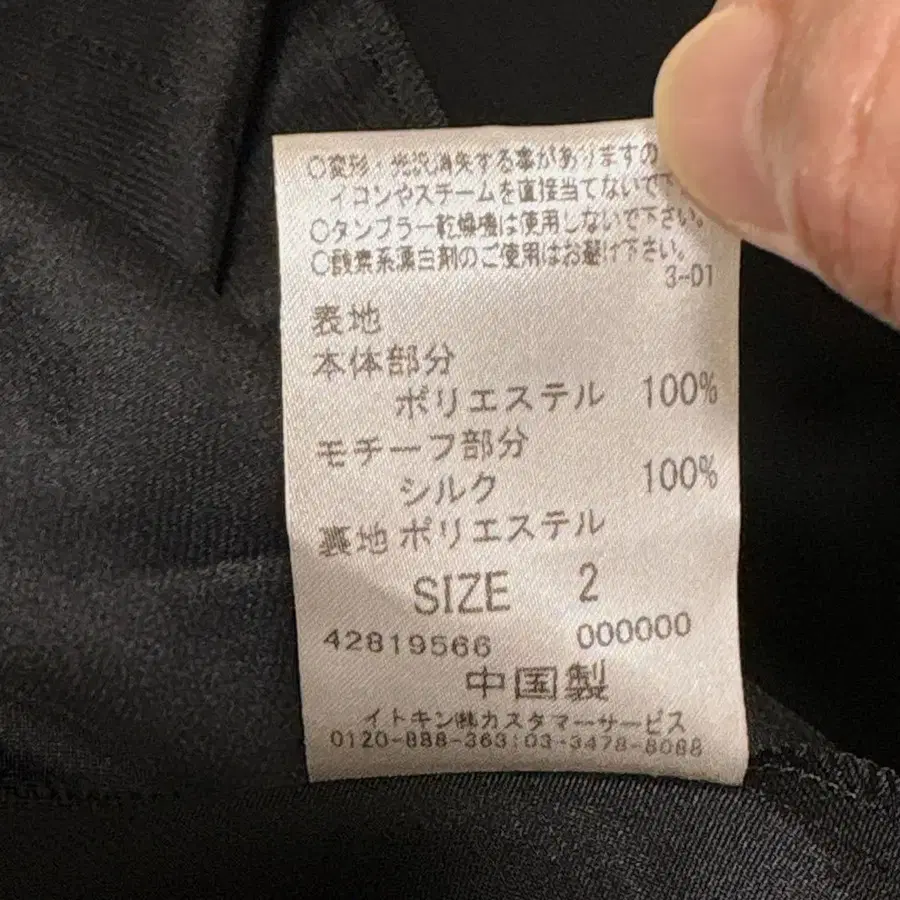 ○変形・光沢消失する事がありますの
イロンやスチームを直接当てないで下
○タンブラー乾燥機は使用しないで下さい。
○酸素系漂白剤のご使用はお避け下さい。
3-01
表地
本体部分
ポリエステル 100%
モチーフ部分
シルク 100%
裏地 ポリエステル
SIZE 2
42819566 000000
中国製
イトキン㈱カスタマーサービス
0120-888-363:03-3478-8088